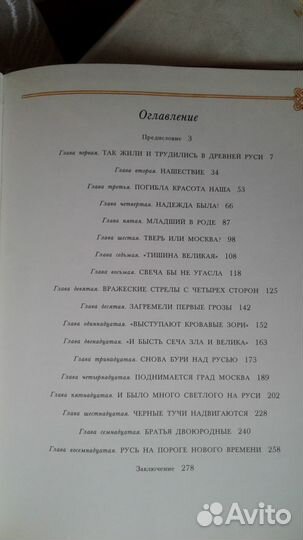 Оглавление
Предисловие 3
Глава первая. ТАК ЖИЛИ И ТРУДИЛИСЬ В ДРЕВНЕЙ РУСИ 7
Глава вторая. НАШЕСТВИЕ 34
Глава третья. ПОГИБЛА КРАСОТА НАША 53
Глава четвертая. НАДЕЖДА БЫЛА! 66
Глава пятая. МЛАДШИЙ В РОДЕ 87
Глава шестая. ТВЕРЬ ИЛИ МОСКВА? 98
Глава седьмая. «ТИШИНА ВЕЛИКАЯ» 108
Глава восьмая. СВЕЧА БЫ НЕ УГАСЛА 118
Глава девятая. ВРАЖЕСКИЕ СТРЕЛЫ С ЧЕТЫРЕХ СТОРОН 125
Глава десятая. ЗАГРЕМЕЛИ ПЕРВЫЕ ГРОЗЫ 142
Глава одиннадцатая. «ВЫСТУПАЮТ КРОВАВЫЕ ЗОРИ» 152
Глава двенадцатая. «И БЫСТЬ СЕЧА ЗЛА И ВЕЛИКА» 163
Глава тринадцатая. СНОВА БУРИ НАД РУСЬЮ 173
Глава четырнадцатая. ПОДНИМАЕТСЯ ГРАД МОСКВА 189
Глава пятнадцатая. И БЫЛО МНОГО СВЕТЛОГО НА РУСИ 202
Глава шестнадцатая. ЧЕРНЫЕ ТУЧИ НАДВИГАЮТСЯ 228
Глава семнадцатая. БРАТЬЯ ДВОЮРОДНЫЕ 240
Глава восемнадцатая. РУСЬ НА ПОРОГЕ НОВОГО ВРЕМЕНИ 258
Заключение 278
Avito